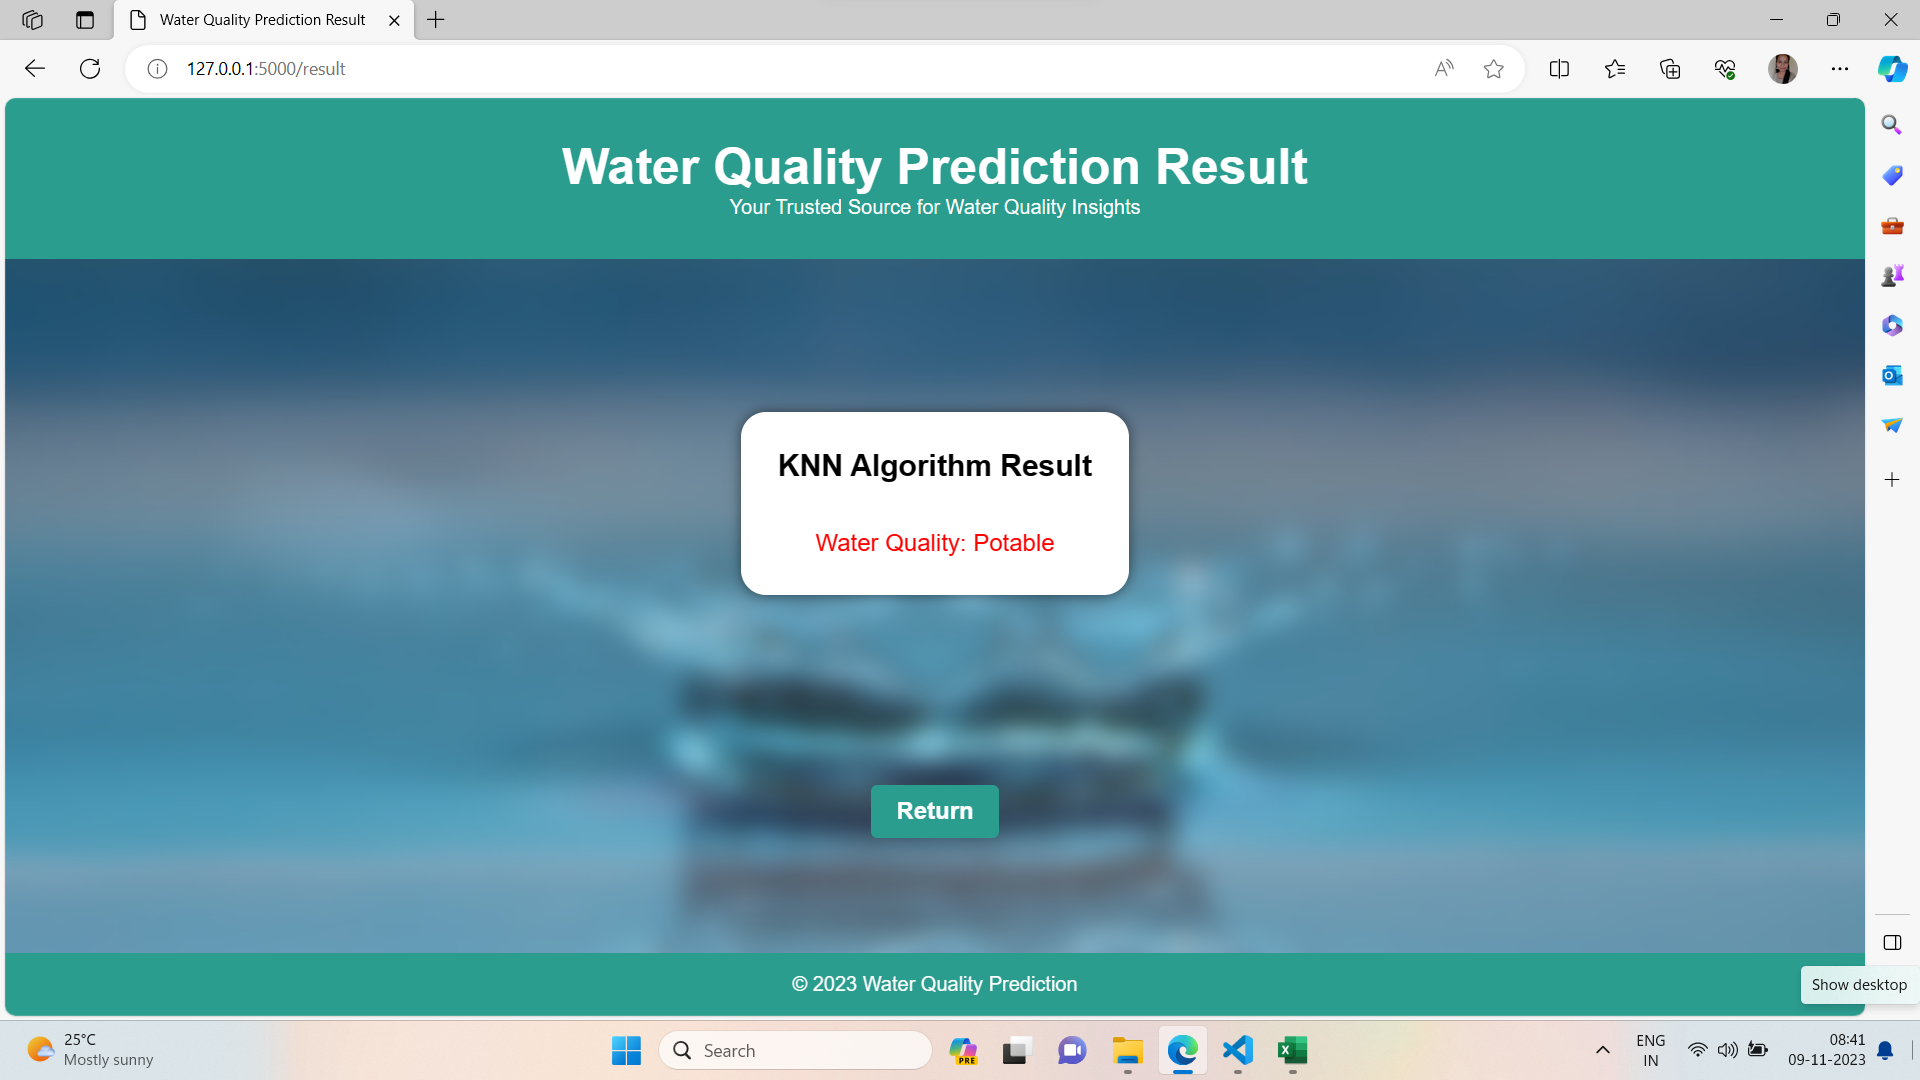 Water Quality Prediction Result
127.0.0.1:5000/result
Water Quality Prediction Result
Your Trusted Source for Water Quality Insights
KNN Algorithm Result
Water Quality: Potable
Return
© 2023 Water Quality Prediction
Show desktop
25°C
Mostly sunny
Search
PRE
ENG
IN
08:41
09-11-2023